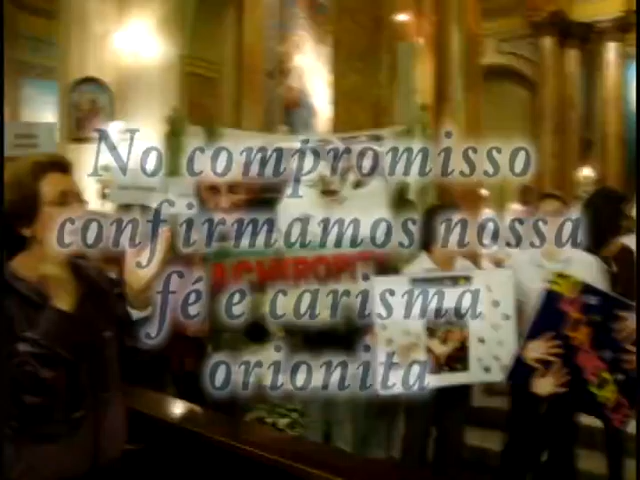 No compromisso
confirmamos nossa
fé e carisma
orionita